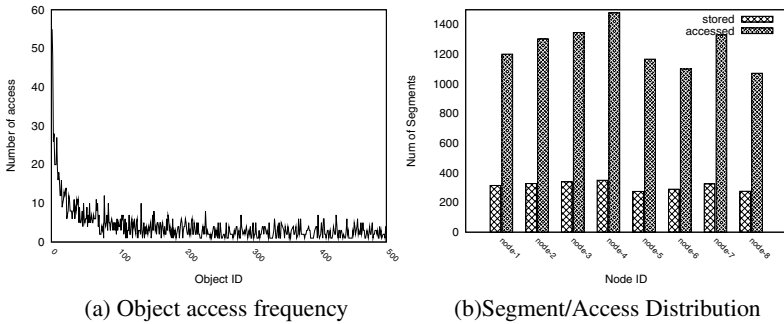 60
50
40
30
20
10
0
Number of access
0
100
200
300
400
500
Object ID
(a) Object access frequency
1400
1200
1000
800
600
400
200
0
Num of Segments
stored
accessed
node-1
node-2
node-3
node-4
node-5
node-6
node-7
node-8
Node ID
(b)Segment/Access Distribution